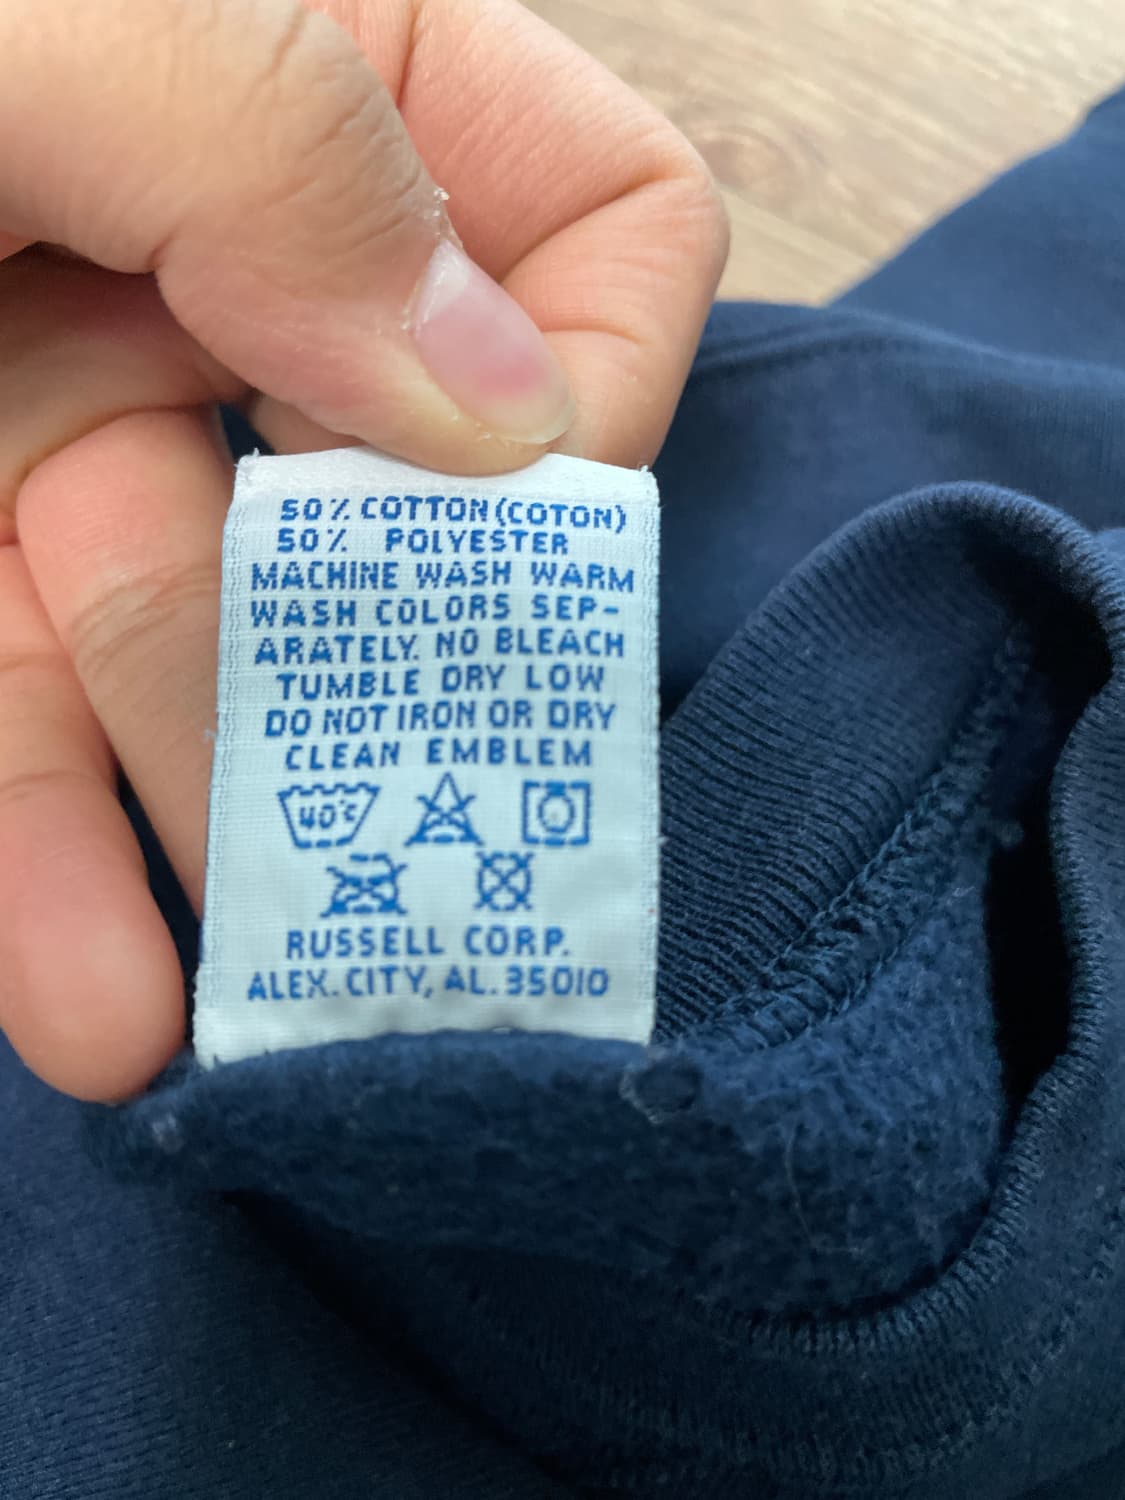 50% COTTON (COTON)
50% POLYESTER
MACHINE WASH WARM
WASH COLORS SEP-
ARATELY. NO BLEACH
TUMBLE DRY LOW
DO NOT IRON OR DRY
CLEAN EMBLEM
40°C
RUSSELL CORP.
ALEX. CITY, AL. 35010